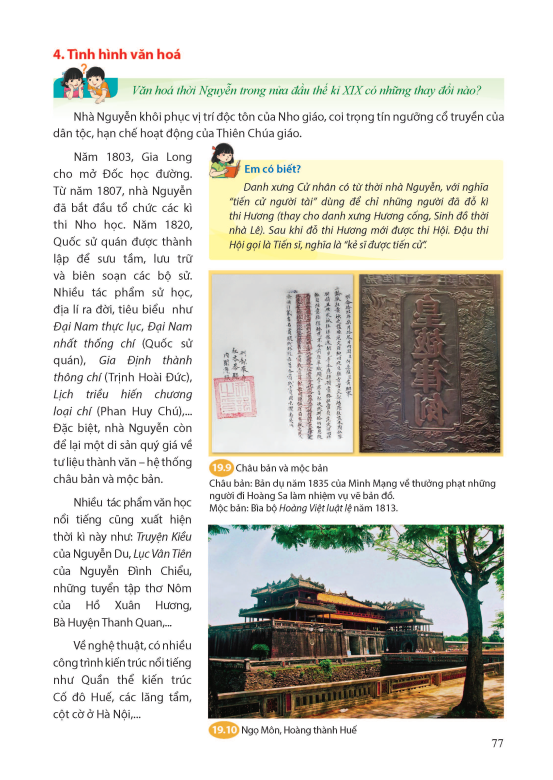 4. Tình hình văn hoá
Văn hoá thời Nguyễn trong nửa đầu thế kỉ XIX có những thay đổi nào?
Nhà Nguyễn khôi phục vị trí độc tôn của Nho giáo, coi trọng tín ngưỡng cổ truyền của
dân tộc, hạn chế hoạt động của Thiên Chúa giáo.
Năm 1803, Gia Long
cho mở Đốc học đường.
Từ năm 1807, nhà Nguyễn
đã bắt đầu tổ chức các kì
thi Nho học. Năm 1820,
Quốc sử quán được thành
lập để sưu tầm, lưu trữ
và biên soạn các bộ sử.
Nhiều tác phẩm sử học,
địa lí ra đời, tiêu biểu như
Đại Nam thực lục, Đại Nam
nhất thống chí (Quốc sử
quán), Gia Định thành
thông chí (Trịnh Hoài Đức),
Lịch triều hiến chương
loại chí (Phan Huy Chú),...
Đặc biệt, nhà Nguyễn còn
để lại một di sản quý giá về
tư liệu thành văn – hệ thống
châu bản và mộc bản.
Nhiều tác phẩm văn học
nổi tiếng cũng xuất hiện
thời kì này như: Truyện Kiều
của Nguyễn Du, Lục Vân Tiên
của Nguyễn Đình Chiểu,
những tuyển tập thơ Nôm
của Hồ Xuân Hương,
Bà Huyện Thanh Quan,...
Về nghệ thuật, có nhiều
công trình kiến trúc nổi tiếng
như Quần thể kiến trúc
Cố đô Huế, các lăng tẩm,
cột cờ ở Hà Nội,...
Em có biết?
Danh xưng Cử nhân có từ thời nhà Nguyễn, với nghĩa
“tiến cử người tài” dùng để chỉ những người đã đỗ kì
thi Hương (thay cho danh xưng Hương cống, Sinh đồ thời
nhà Lê). Sau khi đỗ thi Hương mới được thi Hội. Đậu thi
Hội gọi là Tiến sĩ, nghĩa là “kẻ sĩ được tiến cử”.
19.9 Châu bản và mộc bản
Châu bản: Bản dụ năm 1835 của Minh Mạng về thưởng phạt những
người đi Hoàng Sa làm nhiệm vụ vẽ bản đồ.
Mộc bản: Bìa bộ Hoàng Việt luật lệ năm 1813.
19.10 Ngọ Môn, Hoàng thành Huế
77